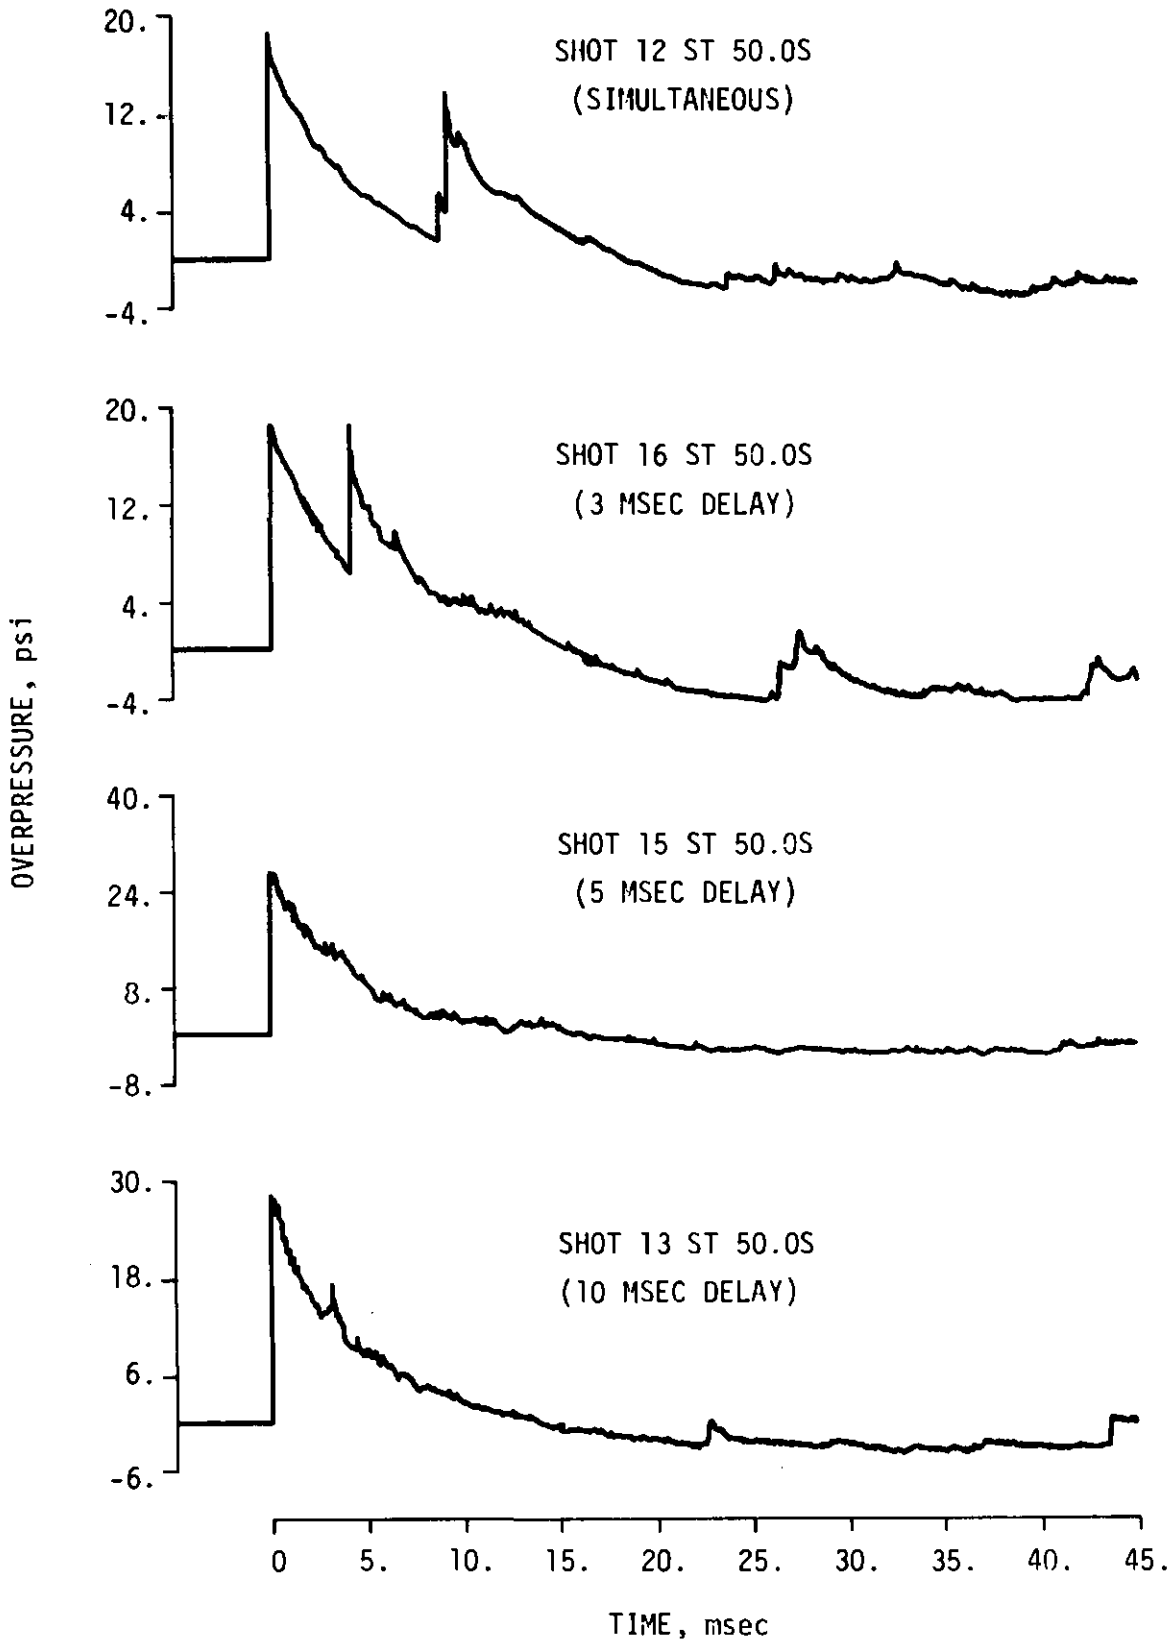 20.
12.
4.
-4.
SHOT 12 ST 50.0S
(SIMULTANEOUS)
20.
12.
4.
-4.
SHOT 16 ST 50.0S
(3 MSEC DELAY)
OVERPRESSURE, psi
40.
24.
8.
-8.
SHOT 15 ST 50.0S
(5 MSEC DELAY)
30.
18.
6.
-6.
SHOT 13 ST 50.0S
(10 MSEC DELAY)
0 5. 10. 15. 20. 25. 30. 35. 40. 45.
TIME, msec